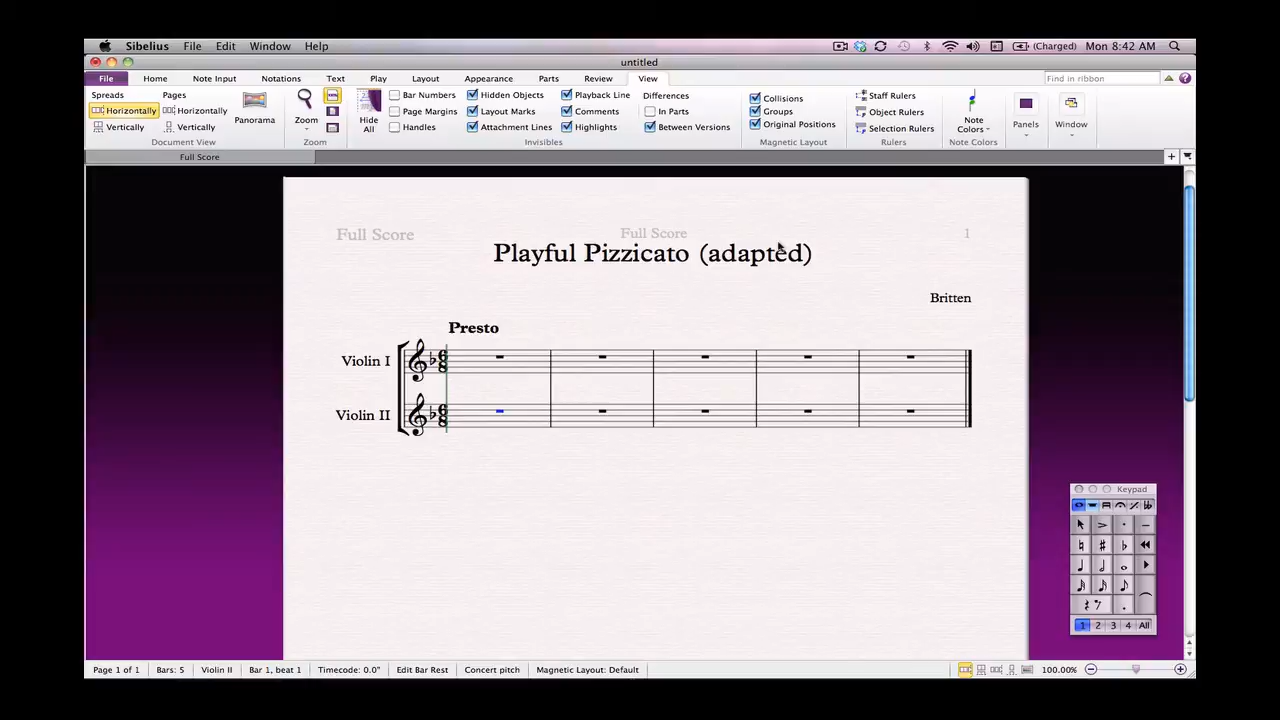 Sibelius File Edit Window Help (Charged) Mon 8:42 AM
untitled
File Home Note Input Notations Text Play Layout Appearance Parts Review View Find in ribbon
Spreads Pages
Horizontally Horizontally
Vertically Vertically
Panorama
Document View
Zoom
Zoom
Hide All
Bar Numbers Hidden Objects Playback Line
Page Margins Layout Marks Comments
Handles Attachment Lines Highlights
Invisibles
Differences
In Parts
Between Versions
Collisions
Groups
Original Positions
Magnetic Layout
Staff Rulers
Object Rulers
Selection Rulers
Rulers
Note Colors
Note Colors
Panels
Window
Full Score
Full Score Full Score 1
Playful Pizzicato (adapted)
Britten
Presto
Violin I
6
8
Violin II
6
8
Keypad
1 2 3 4 All
Page 1 of 1 Bars: 5 Violin II Bar 1, beat 1 Timecode: 0.0" Edit Bar Rest Concert pitch Magnetic Layout: Default 100.00%